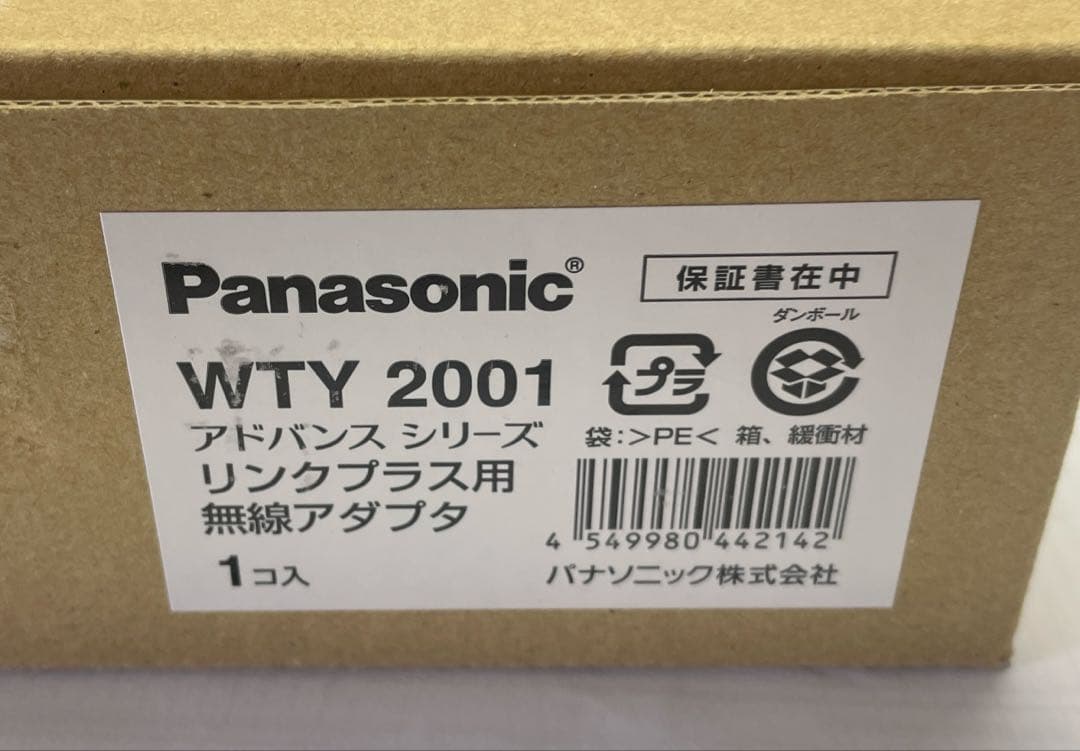 Panasonic®
保証書在中
WTY 2001
プラ
ダンボール
アドバンス シリーズ
袋:>PE< 箱、緩衝材
リンクプラス用
無線アダプタ
1コ入
4 549980 442142
パナソニック株式会社